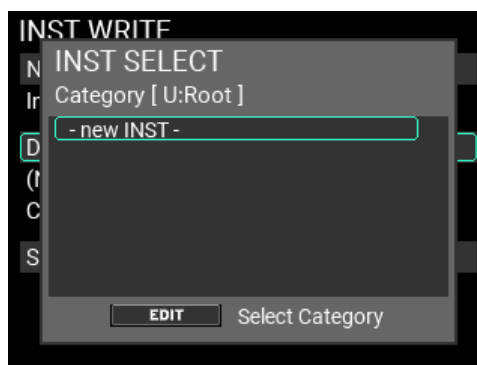 INST WRITE
INST SELECT
Category [ U:Root ]
- new INST -
EDIT Select Category